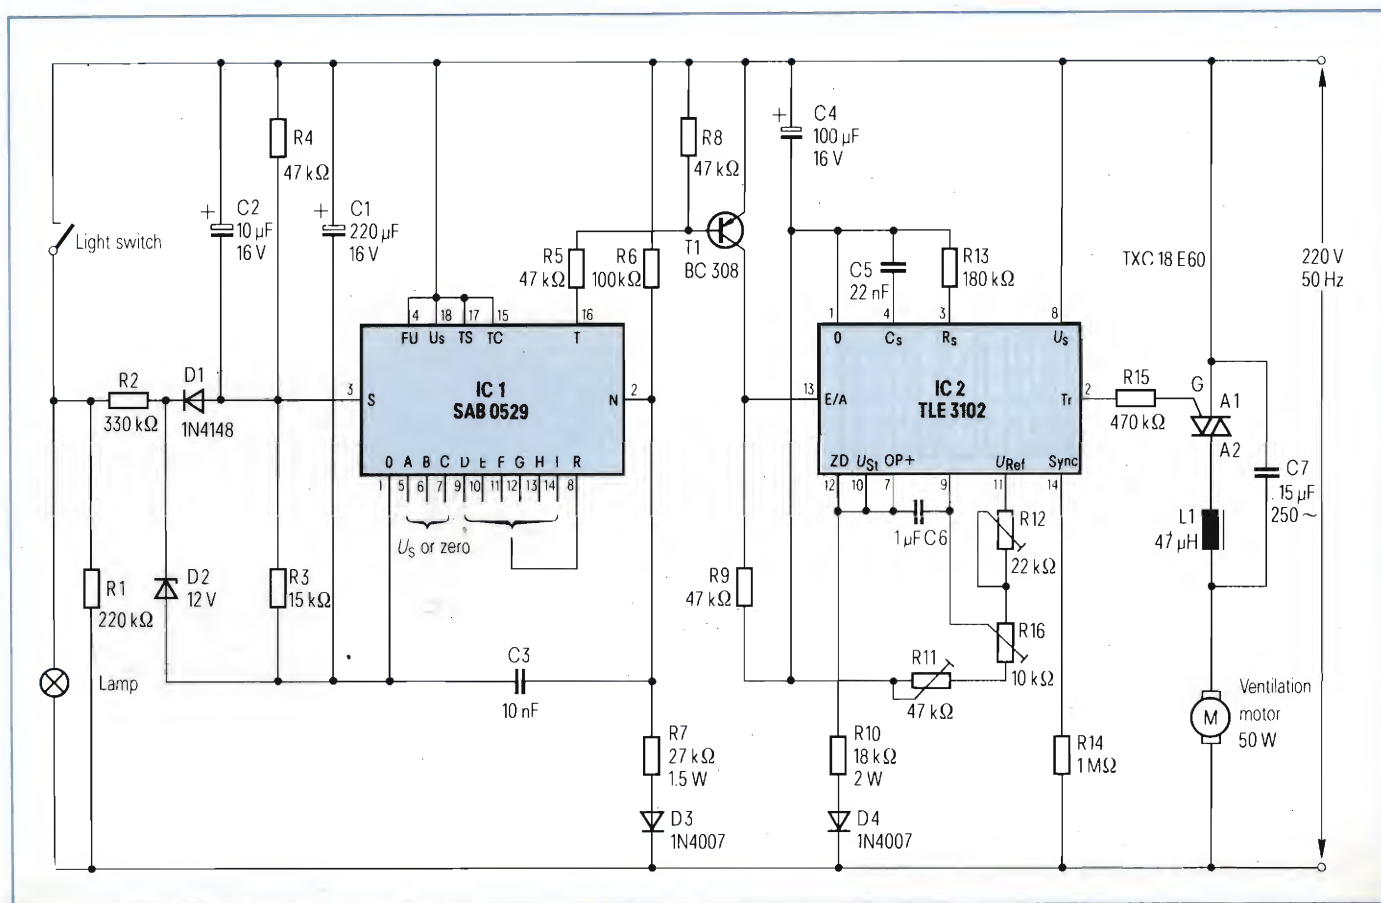 R4
47 kΩ
C2
10 µF
16 V
C1
220 µF
16 V
Light switch
R8
47 kΩ
C4
100 µF
16 V
T1
BC 308
R5
47 kΩ
R6
100 kΩ
C5
22 nF
R13
180 kΩ
TXC 18 E60
220 V
50 Hz
4 18 17 15 16
FU Us TS TC T
IC 1
SAB 0529
3
S
2
N
0 A B C D E F G H I R
1 5 6 7 9 10 11 12 13 14 8
Us or zero
1 4 3 8
0 Cs Rs Us
IC 2
TLE 3102
13
E/A
2
Tr
ZD USt OP+ URef Sync
12 10 7 9 11 14
R2
330 kΩ
D1
1N4148
R15
470 kΩ
G
A1
A2
C7
.15 µF
250 ~
L1
47 µH
1 µF C6
R12
22 kΩ
R1
220 kΩ
D2
12 V
R3
15 kΩ
R9
47 kΩ
R16
10 kΩ
R11
47 kΩ
C3
10 nF
Lamp
M
Ventilation
motor
50 W
R7
27 kΩ
1.5 W
R10
18 kΩ
2 W
R14
1 MΩ
D3
1N4007
D4
1N4007